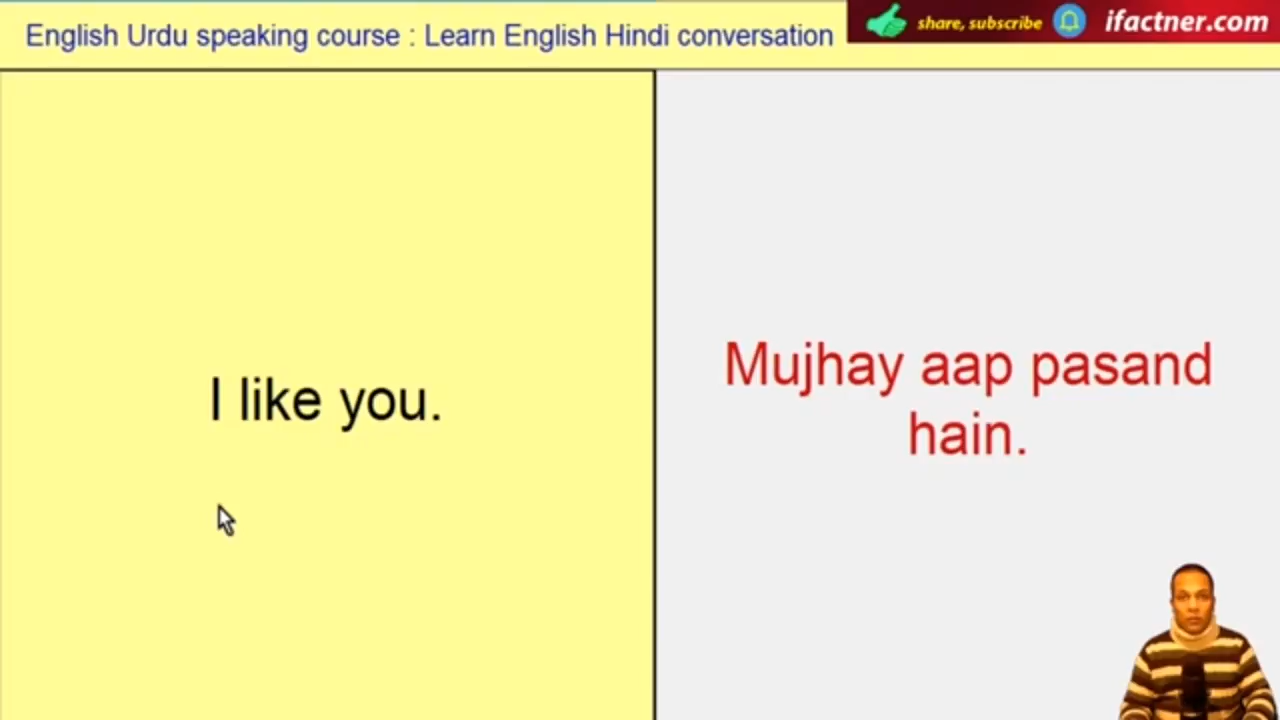 English Urdu speaking course : Learn English Hindi conversation
share, subscribe
ifactner.com
I like you.
Mujhay aap pasand
hain.